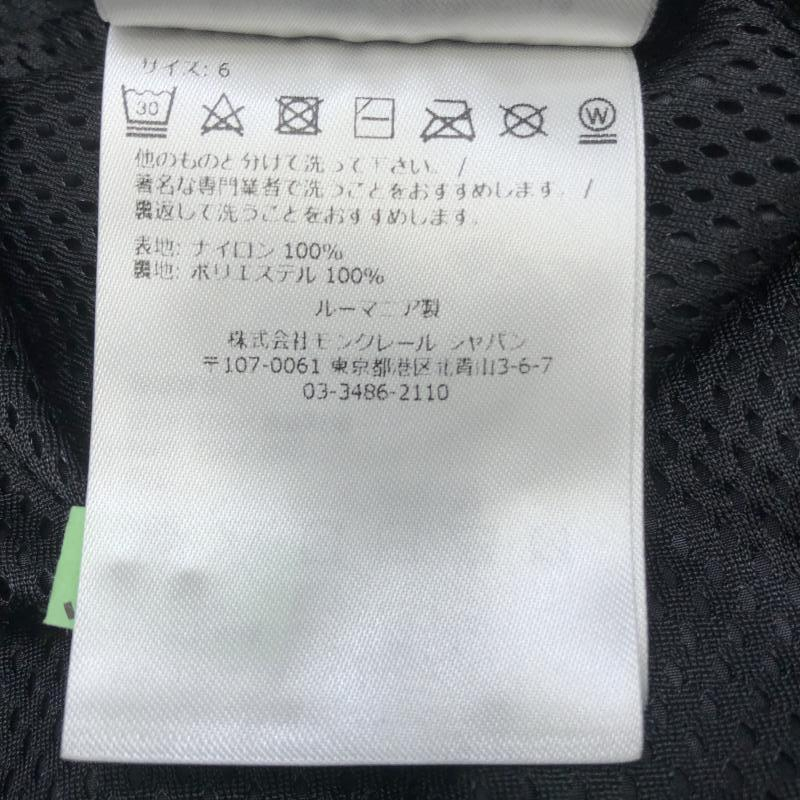 サイズ: 6
30 W
他のものと分けて洗って下さい。 /
著名な専門業者で洗うことをおすすめします。 /
裏返して洗うことをおすすめします。
表地: ナイロン 100%
裏地: ポリエステル 100%
ルーマニア製
株式会社モンクレール ジャパン
〒107-0061 東京都港区北青山3-6-7
03-3486-2110